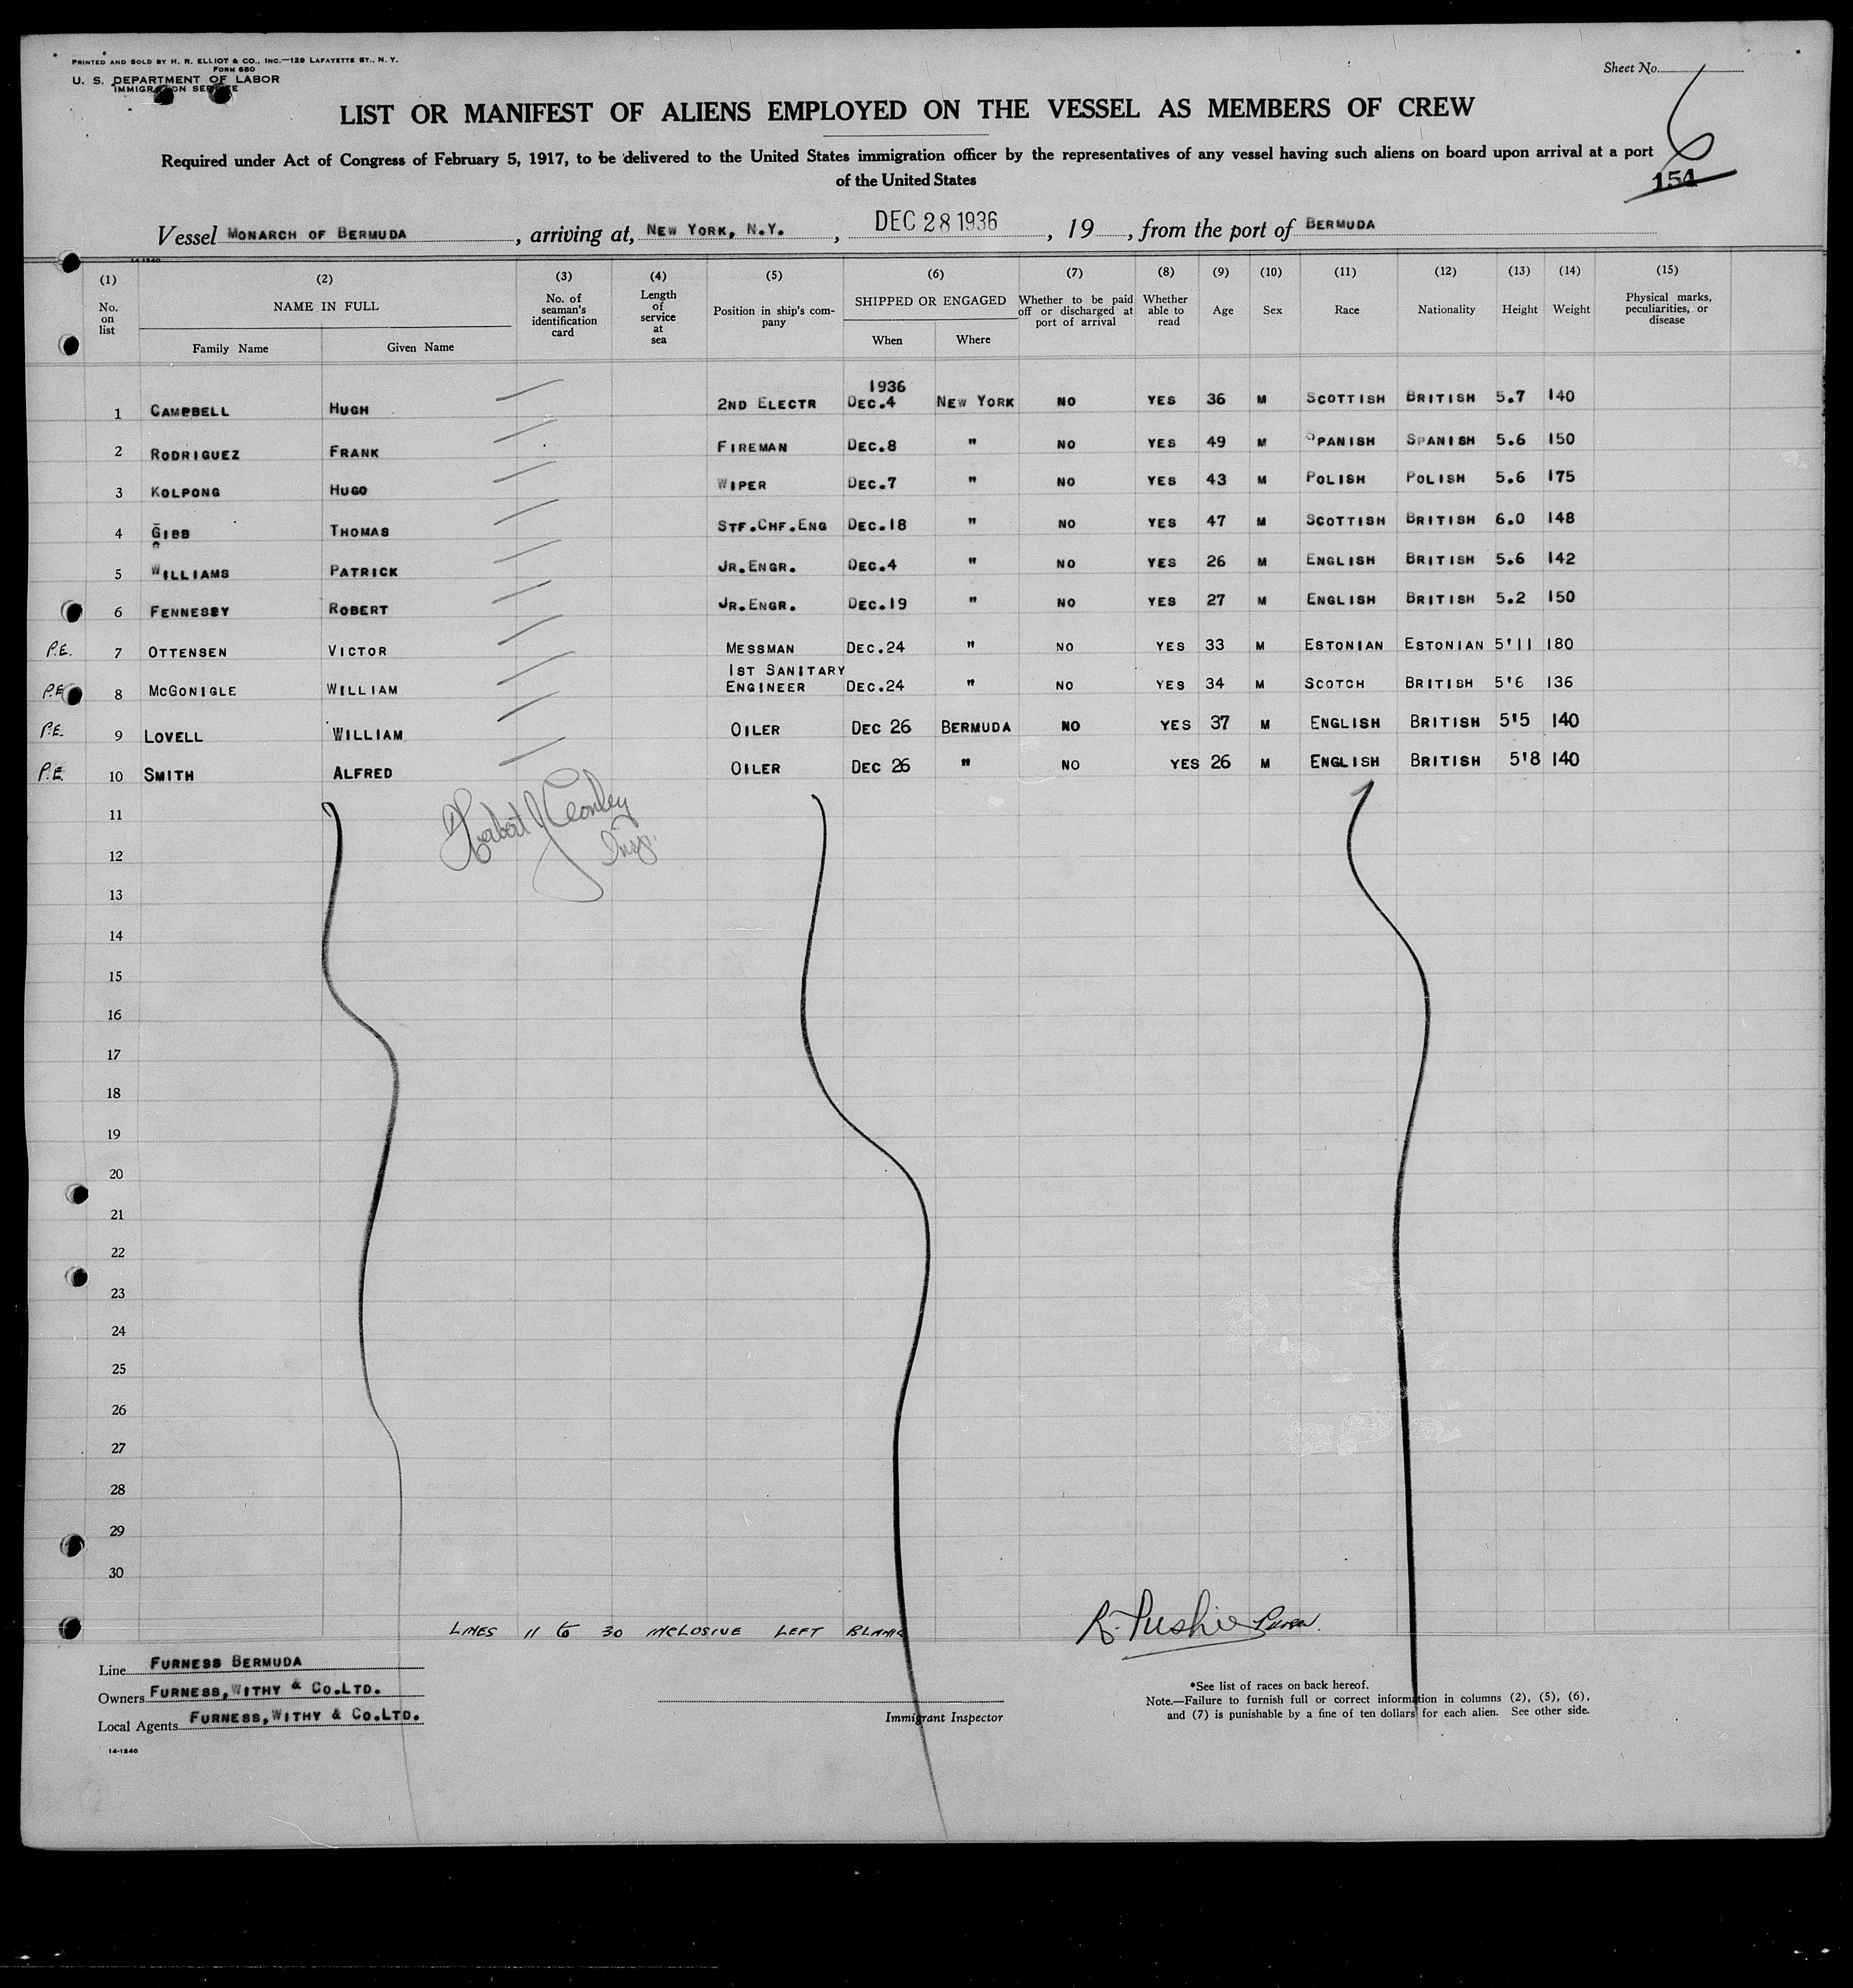 PRINTED AND SOLD BY H. R. ELLIOT & CO., INC.—129 LAFAYETTE ST., N. Y.
FORM 680
U. S. DEPARTMENT OF LABOR
IMMIGRATION SERVICE
Sheet No.
6
154
LIST OR MANIFEST OF ALIENS EMPLOYED ON THE VESSEL AS MEMBERS OF CREW
Required under Act of Congress of February 5, 1917, to be delivered to the United States immigration officer by the representatives of any vessel having such aliens on board upon arrival at a port
of the United States
Vessel MONARCH OF BERMUDA, arriving at, NEW YORK, N.Y., DEC 28 1936, 19, from the port of BERMUDA
14-1240
(1) (2) (3) (4) (5) (6) (7) (8) (9) (10) (11) (12) (13) (14) (15)
No. on list NAME IN FULL No. of seaman's identification card Length of service at sea Position in ship's company SHIPPED OR ENGAGED Whether to be paid off or discharged at port of arrival Whether able to read Age Sex Race Nationality Height Weight Physical marks, peculiarities, or disease
Family Name Given Name When Where
1936
1 CAMPBELL HUGH 2ND ELECTR DEC.4 NEW YORK NO YES 36 M SCOTTISH BRITISH 5.7 140
2 RODRIGUEZ FRANK FIREMAN DEC.8 " NO YES 49 M SPANISH SPANISH 5.6 150
3 KOLPONG HUGO WIPER DEC.7 " NO YES 43 M POLISH POLISH 5.6 175
4 GIBB THOMAS STF.CHF.ENG DEC.18 " NO YES 47 M SCOTTISH BRITISH 6.0 148
5 WILLIAMS PATRICK JR.ENGR. DEC.4 " NO YES 26 M ENGLISH BRITISH 5.6 142
6 FENNESBY ROBERT JR.ENGR. DEC.19 " NO YES 27 M ENGLISH BRITISH 5.2 150
P.E. 7 OTTENSEN VICTOR MESSMAN DEC.24 " NO YES 33 M ESTONIAN ESTONIAN 5'11 180
1ST SANITARY
P.E. 8 MCGONIGLE WILLIAM ENGINEER DEC.24 " NO YES 34 M SCOTCH BRITISH 5'6 136
P.E. 9 LOVELL WILLIAM OILER DEC 26 BERMUDA NO YES 37 M ENGLISH BRITISH 5'5 140
P.E. 10 SMITH ALFRED OILER DEC 26 " NO YES 26 M ENGLISH BRITISH 5'8 140
11
Herbert J
Insp.
12
13
14
15
16
17
18
19
20
21
22
23
24
25
26
27
28
29
30
LINES 11 to 30 INCLUSIVE LEFT BLANK
Line FURNESS BERMUDA
Owners FURNESS, WITHY & CO.LTD.
Local Agents FURNESS, WITHY & CO.LTD.
14-1240
Immigrant Inspector
*See list of races on back hereof.
Note.—Failure to furnish full or correct information in columns (2), (5), (6),
and (7) is punishable by a fine of ten dollars for each alien. See other side.